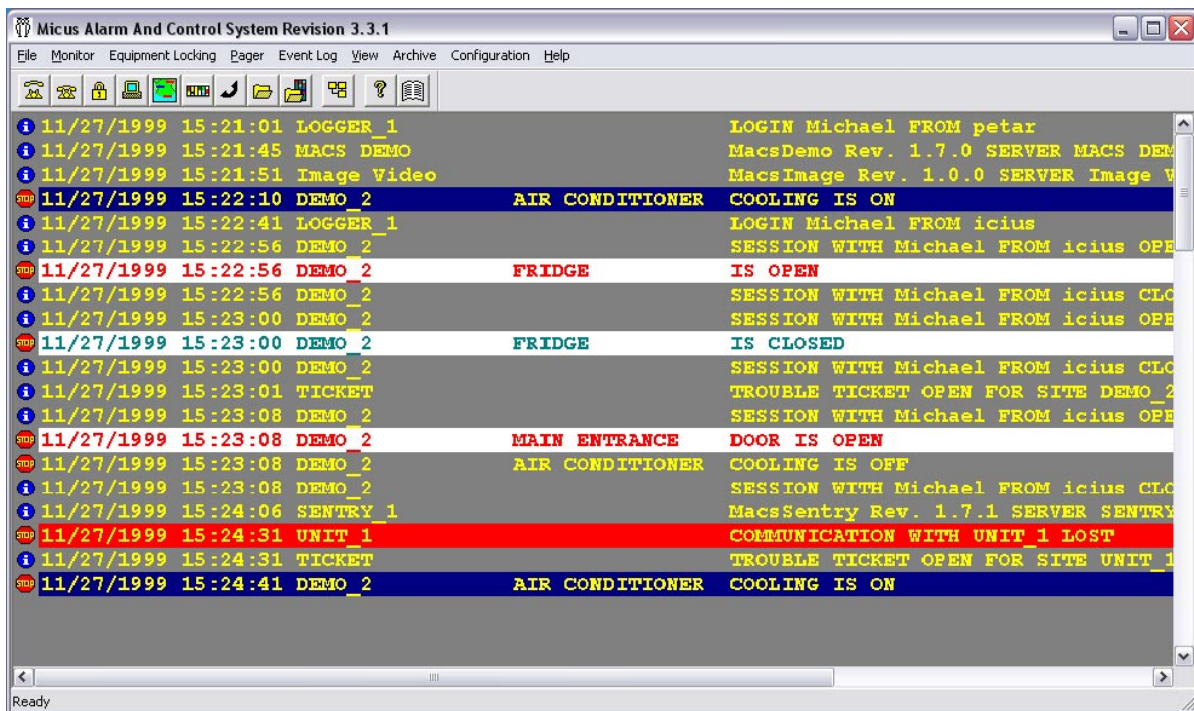 Micus Alarm And Control System Revision 3.3.1
File Monitor Equipment Locking Pager Event Log View Archive Configuration Help
11/27/1999 15:21:01 LOGGER_1 LOGIN Michael FROM petar
11/27/1999 15:21:45 MACS DEMO MacsDemo Rev. 1.7.0 SERVER MACS DEM
11/27/1999 15:21:51 Image Video MacsImage Rev. 1.0.0 SERVER Image V
STOP 11/27/1999 15:22:10 DEMO_2 AIR CONDITIONER COOLING IS ON
11/27/1999 15:22:41 LOGGER_1 LOGIN Michael FROM icius
11/27/1999 15:22:56 DEMO_2 SESSION WITH Michael FROM icius OPE
STOP 11/27/1999 15:22:56 DEMO_2 FRIDGE IS OPEN
11/27/1999 15:22:56 DEMO_2 SESSION WITH Michael FROM icius CLO
11/27/1999 15:23:00 DEMO_2 SESSION WITH Michael FROM icius OPE
STOP 11/27/1999 15:23:00 DEMO_2 FRIDGE IS CLOSED
11/27/1999 15:23:00 DEMO_2 SESSION WITH Michael FROM icius CLO
11/27/1999 15:23:01 TICKET TROUBLE TICKET OPEN FOR SITE DEMO_2
11/27/1999 15:23:08 DEMO_2 SESSION WITH Michael FROM icius OPE
STOP 11/27/1999 15:23:08 DEMO_2 MAIN ENTRANCE DOOR IS OPEN
STOP 11/27/1999 15:23:08 DEMO_2 AIR CONDITIONER COOLING IS OFF
11/27/1999 15:23:08 DEMO_2 SESSION WITH Michael FROM icius CLO
11/27/1999 15:24:06 SENTRY_1 MacsSentry Rev. 1.7.1 SERVER SENTRY
STOP 11/27/1999 15:24:31 UNIT_1 COMMUNICATION WITH UNIT_1 LOST
11/27/1999 15:24:31 TICKET TROUBLE TICKET OPEN FOR SITE UNIT_1
STOP 11/27/1999 15:24:41 DEMO_2 AIR CONDITIONER COOLING IS ON
Ready